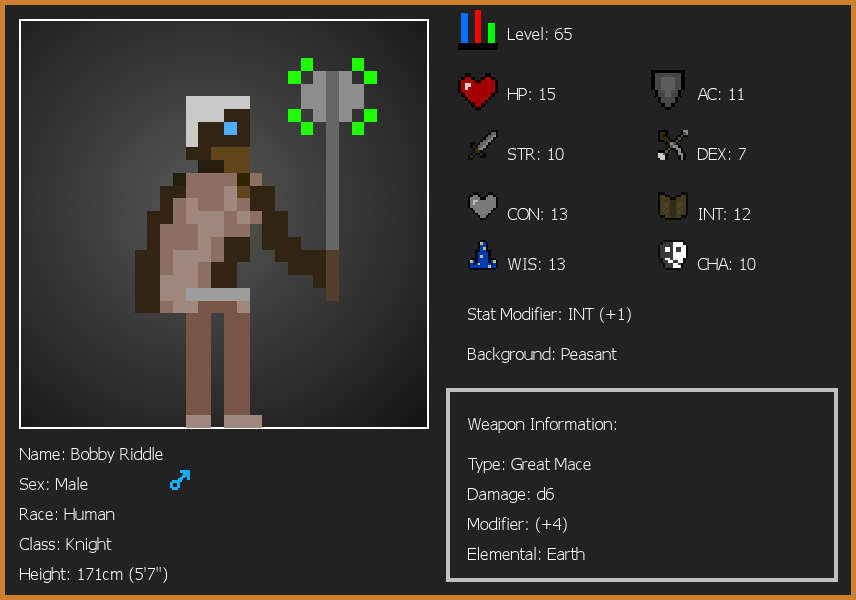 Level: 65
HP: 15
AC: 11
STR: 10
DEX: 7
CON: 13
INT: 12
WIS: 13
CHA: 10
Stat Modifier: INT (+1)
Background: Peasant
Weapon Information:
Type: Great Mace
Damage: d6
Modifier: (+4)
Elemental: Earth
Name: Bobby Riddle
Sex: Male
Race: Human
Class: Knight
Height: 171cm (5'7")